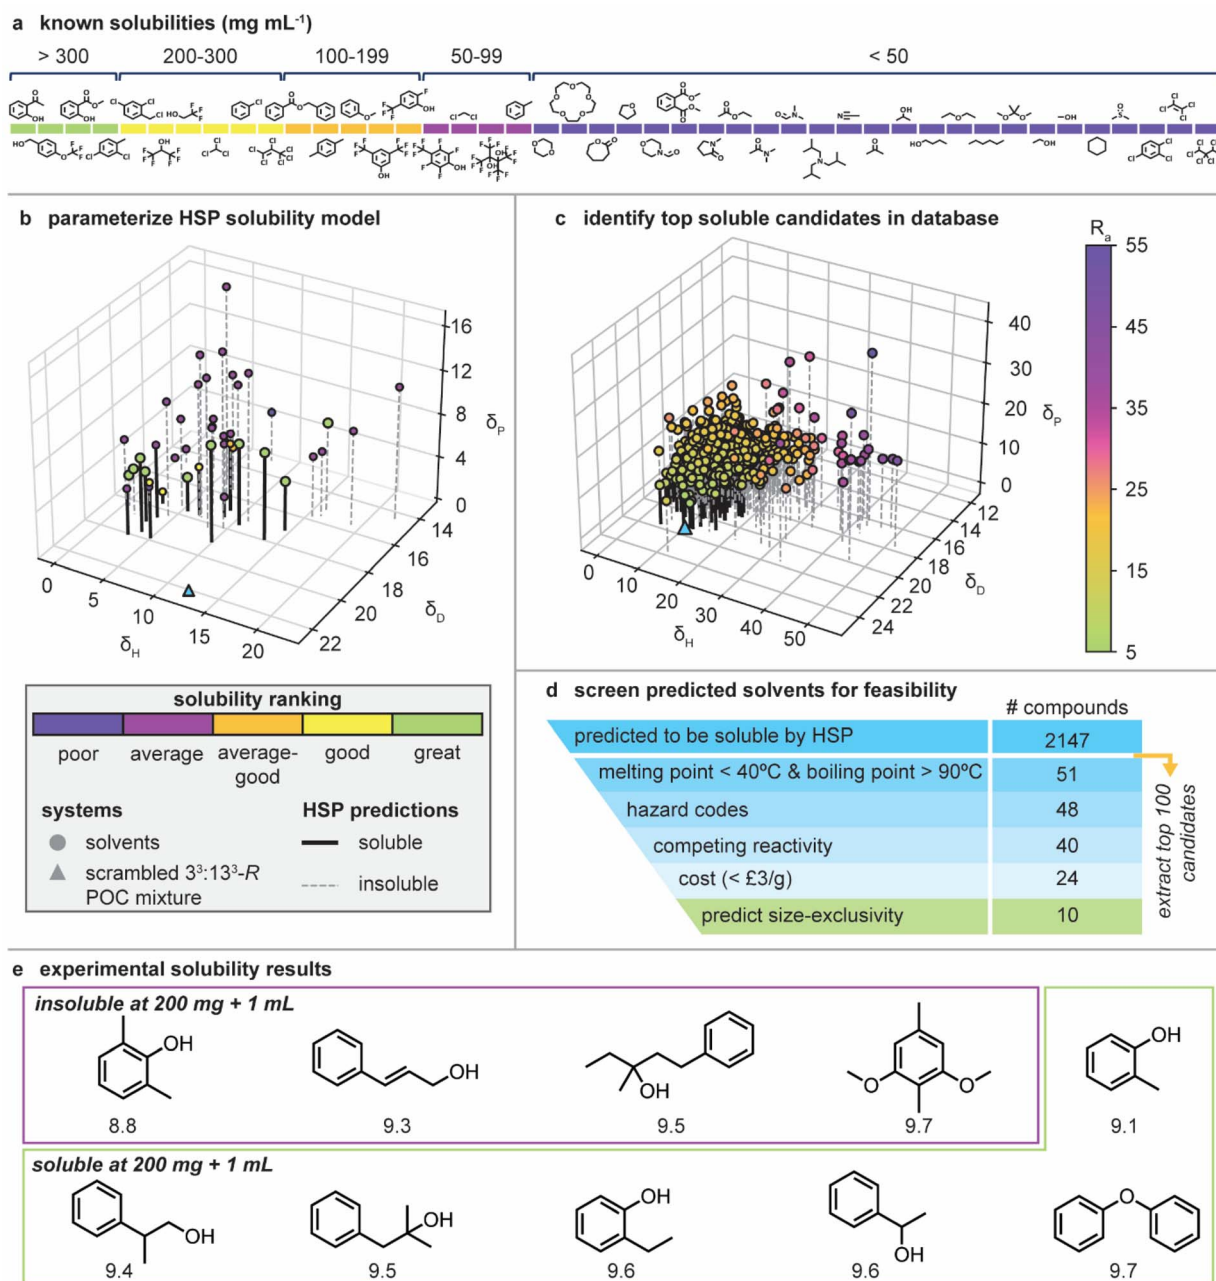 a known solubilities (mg mL⁻¹)
> 300 200-300 100-199 50-99 < 50
b parameterize HSP solubility model
16
12
8
4
0
δP
14
16
18
20
22
δD
0
5
10
15
20
δH
solubility ranking
poor average average-good good great
systems
solvents
scrambled 3³:13³-R
POC mixture
HSP predictions
soluble
insoluble
c identify top soluble candidates in database
40
30
20
10
0
δP
12
14
16
18
20
22
24
δD
0
10
20
30
40
50
δH
Ra
55
45
35
25
15
5
d screen predicted solvents for feasibility
# compounds
predicted to be soluble by HSP 2147
melting point < 40ºC & boiling point > 90ºC 51
hazard codes 48
competing reactivity 40
cost (< £3/g) 24
predict size-exclusivity 10
extract top 100
candidates
e experimental solubility results
insoluble at 200 mg + 1 mL
OH
OH
OH
O O
OH
8.8 9.3 9.5 9.7 9.1
soluble at 200 mg + 1 mL
OH
OH
OH
OH
O
9.4 9.5 9.6 9.6 9.7